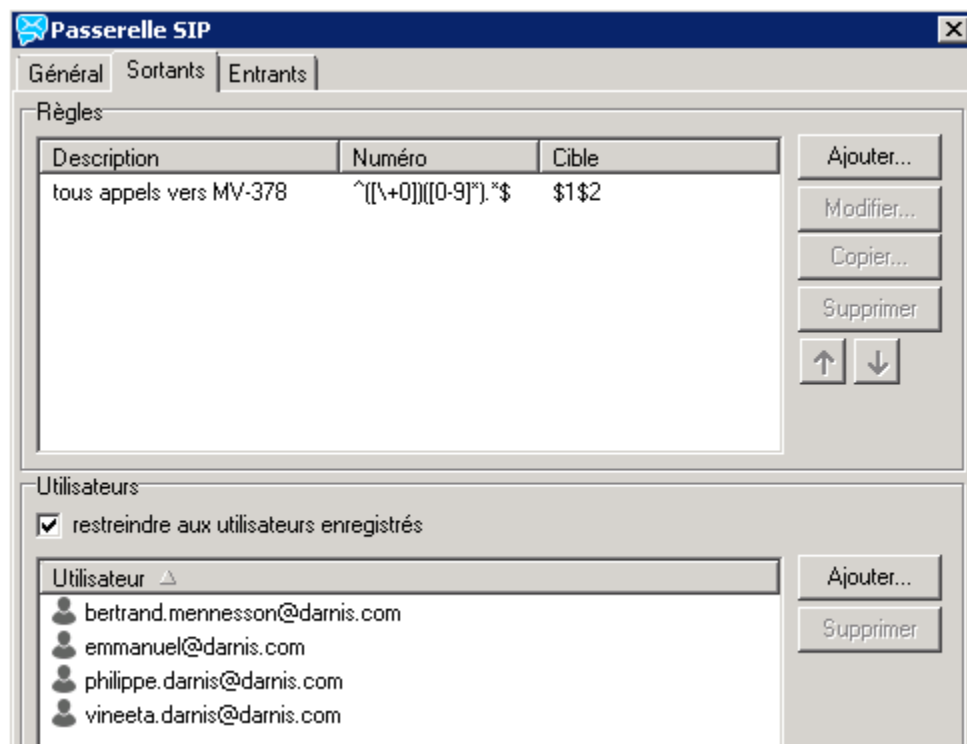 Passerelle SIP
Général Sortants Entrants
Règles
Description Numéro Cible
tous appels vers MV-378 ^([\+0])([0-9]*).*$ $1$2
Ajouter...
Modifier...
Copier...
Supprimer
Utilisateurs
restreindre aux utilisateurs enregistrés
Utilisateur
bertrand.mennesson@darnis.com
emmanuel@darnis.com
philippe.darnis@darnis.com
vineeta.darnis@darnis.com
Ajouter...
Supprimer